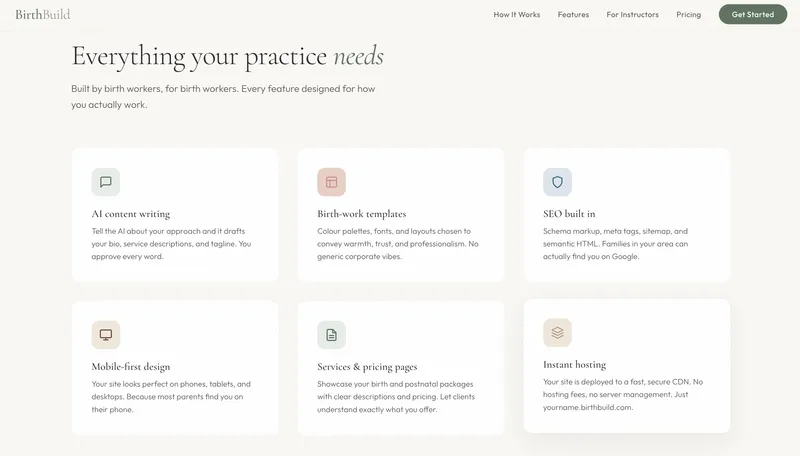 BirthBuild
How It Works
Features
For Instructors
Pricing
Get Started
Everything your practice needs
Built by birth workers, for birth workers. Every feature designed for how
you actually work.
AI content writing
Tell the AI about your approach and it drafts
your bio, service descriptions, and tagline. You
approve every word.
Birth-work templates
Colour palettes, fonts, and layouts chosen to
convey warmth, trust, and professionalism. No
generic corporate vibes.
SEO built in
Schema markup, meta tags, sitemap, and
semantic HTML. Families in your area can
actually find you on Google.
Mobile-first design
Your site looks perfect on phones, tablets, and
desktops. Because most parents find you on
their phone.
Services & pricing pages
Showcase your birth and postnatal packages
with clear descriptions and pricing. Let clients
understand exactly what you offer.
Instant hosting
Your site is deployed to a fast, secure CDN. No
hosting fees, no server management. Just
yourname.birthbuild.com.